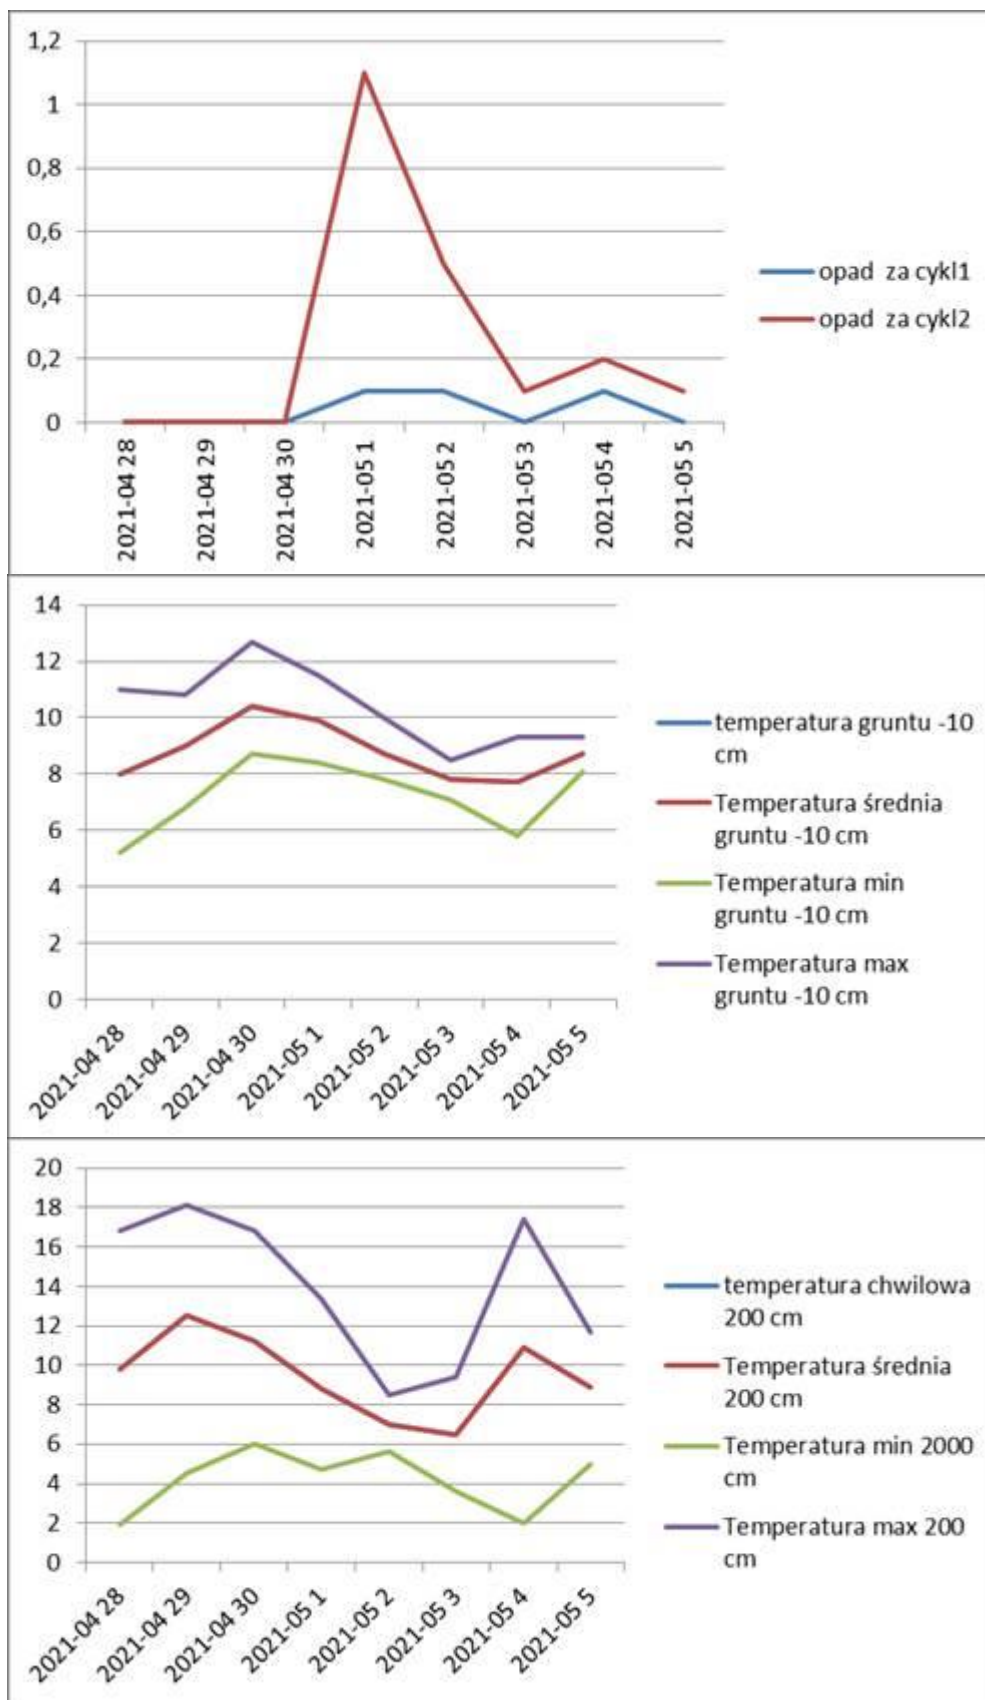 1,2
1
0,8
0,6
0,4
0,2
0
2021-04 28
2021-04 29
2021-04 30
2021-05 1
2021-05 2
2021-05 3
2021-05 4
2021-05 5
opad za cykl1
opad za cykl2
14
12
10
8
6
4
2
0
2021-04 28
2021-04 29
2021-04 30
2021-05 1
2021-05 2
2021-05 3
2021-05 4
2021-05 5
temperatura gruntu -10
cm
Temperatura średnia
gruntu -10 cm
Temperatura min
gruntu -10 cm
Temperatura max
gruntu -10 cm
20
18
16
14
12
10
8
6
4
2
0
2021-04 28
2021-04 29
2021-04 30
2021-05 1
2021-05 2
2021-05 3
2021-05 4
2021-05 5
temperatura chwilowa
200 cm
Temperatura średnia
200 cm
Temperatura min 2000
cm
Temperatura max 200
cm